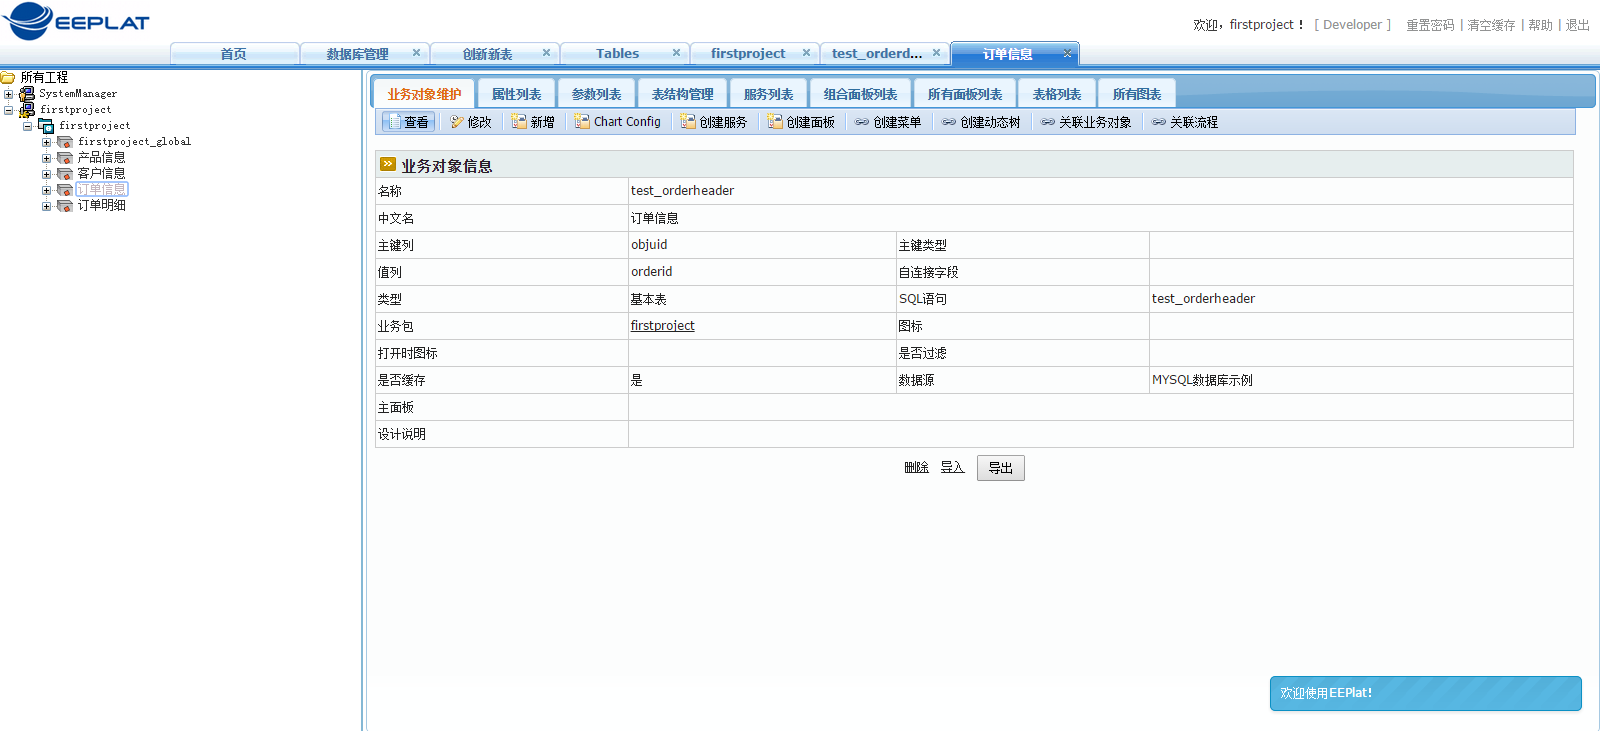 EEPLAT
欢迎，firstproject！ [ Developer ] 重置密码 | 清空缓存 | 帮助 | 退出
首页 数据库管理 创新新表 Tables firstproject test_orderd... 订单信息
所有工程
SystemManager
firstproject
firstproject
firstproject_global
产品信息
客户信息
订单信息
订单明细
业务对象维护 属性列表 参数列表 表结构管理 服务列表 组合面板列表 所有面板列表 表格列表 所有图表
查看 修改 新增 Chart Config 创建服务 创建面板 创建菜单 创建动态树 关联业务对象 关联流程
业务对象信息
名称 test_orderheader
中文名 订单信息
主键列 objuid 主键类型
值列 orderid 自连接字段
类型 基本表 SQL语句 test_orderheader
业务包 firstproject 图标
打开时图标 是否过滤
是否缓存 是 数据源 MYSQL数据库示例
主面板
设计说明
删除 导入 导出
欢迎使用EEPlat!